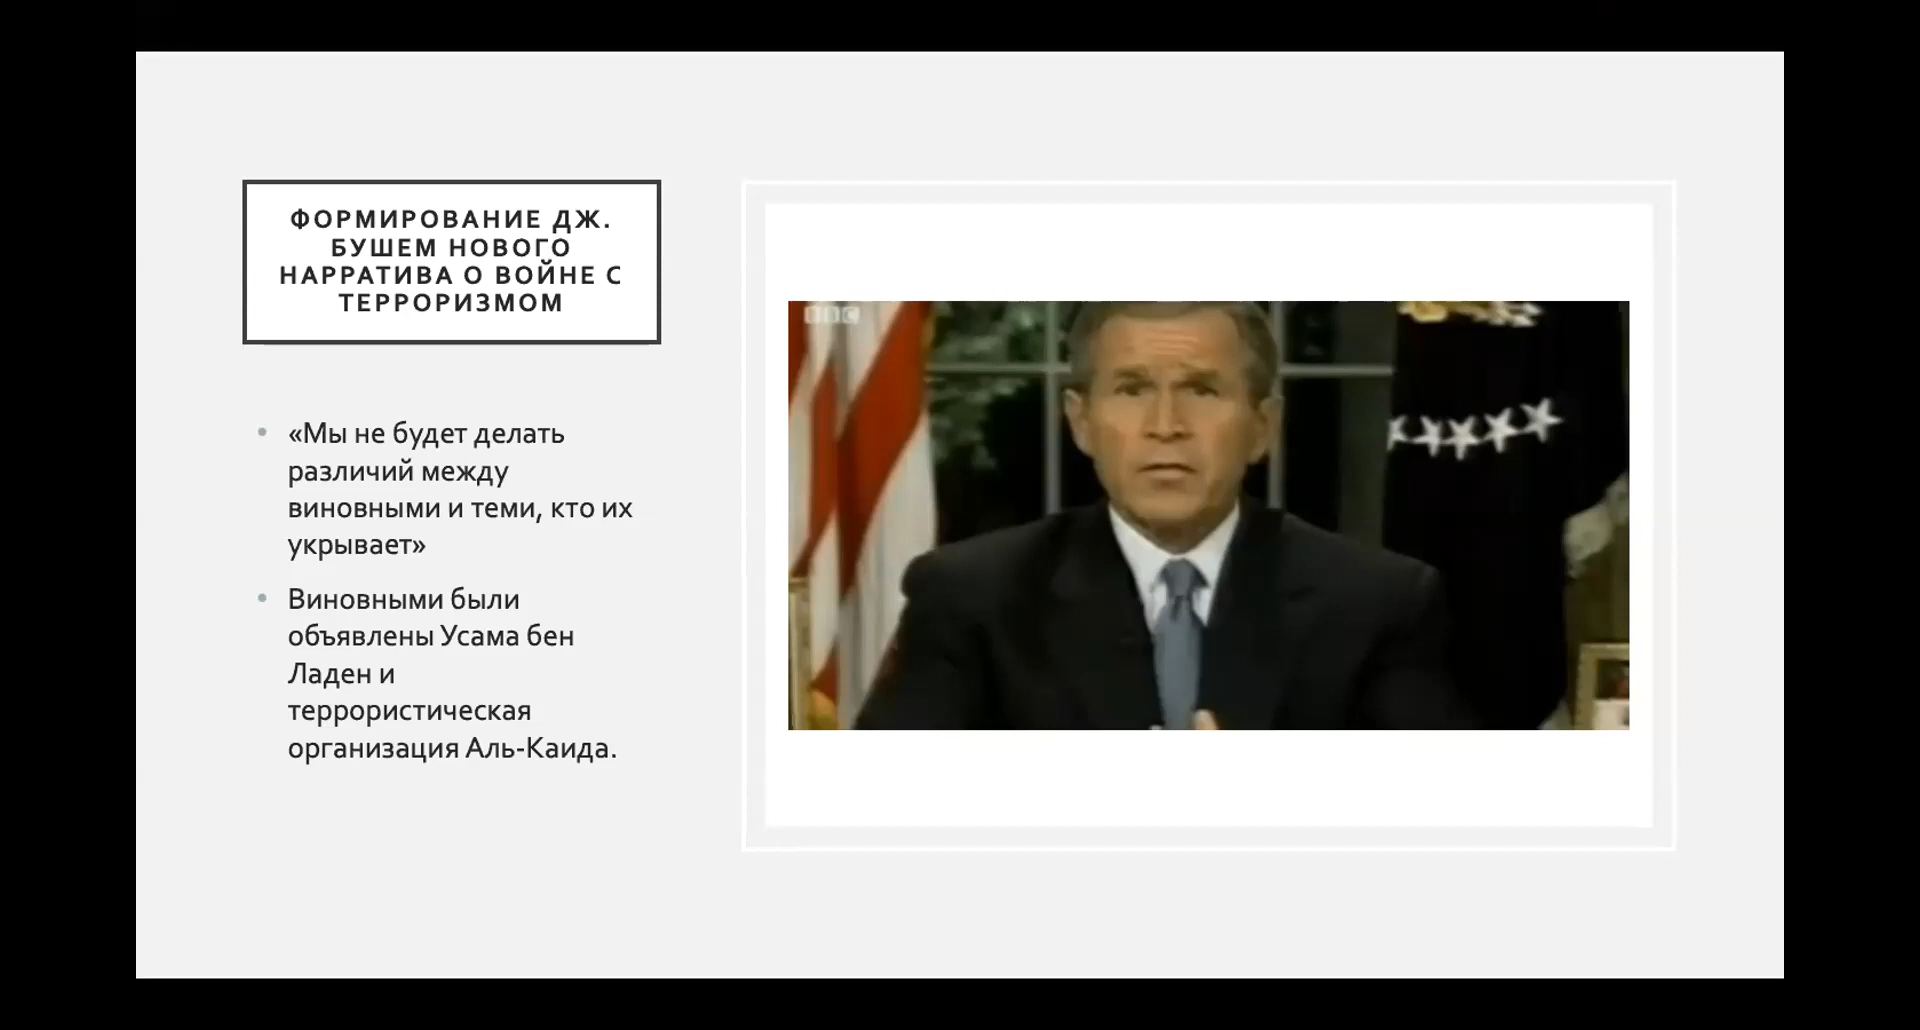 ФОРМИРОВАНИЕ ДЖ.
БУШЕМ НОВОГО
НАРРАТИВА О ВОЙНЕ С
ТЕРРОРИЗМОМ
«Мы не будет делать
различий между
виновными и теми, кто их
укрывает»
Виновными были
объявлены Усама бен
Ладен и
террористическая
организация Аль-Каида.
BBC